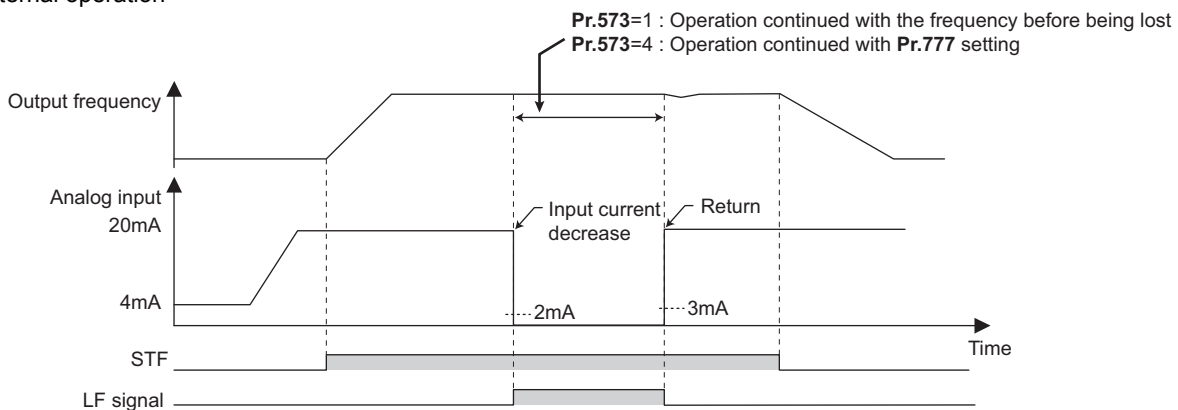 ternal operation
Pr.573=1 : Operation continued with the frequency before being lost
Pr.573=4 : Operation continued with Pr.777 setting
Output frequency
Analog input
20mA
Input current
decrease
Return
4mA
2mA
3mA
Time
STF
LF signal